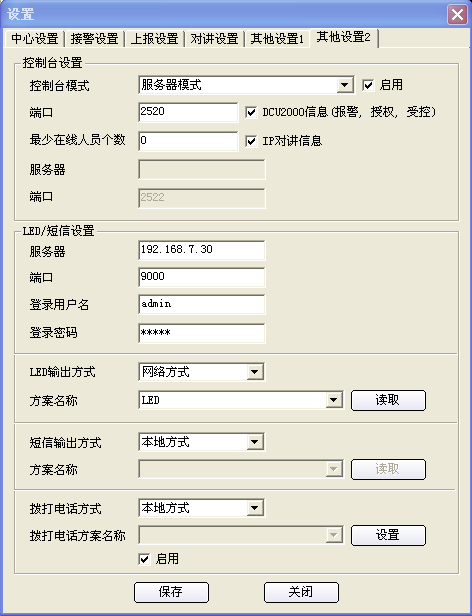 设置
中心设置 接警设置 上报设置 对讲设置 其他设置1 其他设置2
控制台设置
控制台模式 服务器模式 启用
端口 2520 DCU2000信息(报警, 授权, 受控)
最少在线人员个数 0 IP对讲信息
服务器
端口 2522
LED/短信设置
服务器 192.168.7.30
端口 9000
登录用户名 admin
登录密码 *****
LED输出方式 网络方式
方案名称 LED 读取
短信输出方式 本地方式
方案名称 读取
拨打电话方式 本地方式
拨打电话方案名称 设置
启用
保存 关闭